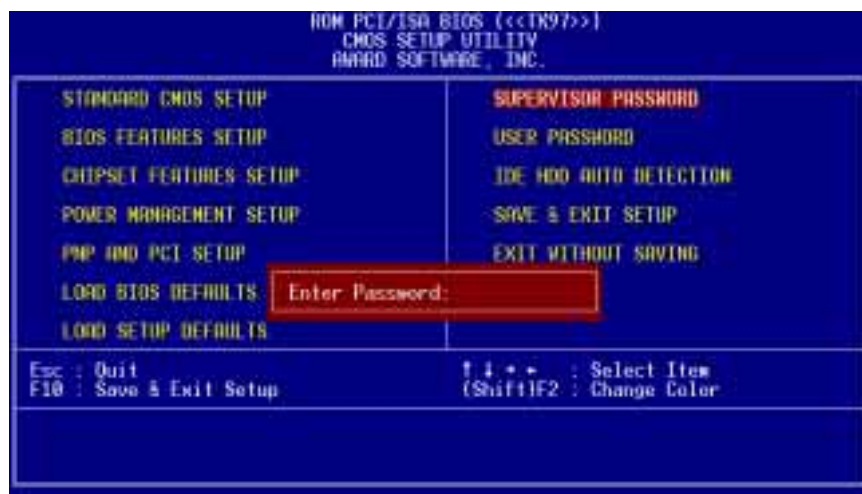 ROM PCI/ISA BIOS (<<TX97>>)
CMOS SETUP UTILITY
AWARD SOFTWARE, INC.
STANDARD CMOS SETUP
BIOS FEATURES SETUP
CHIPSET FEATURES SETUP
POWER MANAGEMENT SETUP
PNP AND PCI SETUP
LOAD BIOS DEFAULTS
LOAD SETUP DEFAULTS
SUPERVISOR PASSWORD
USER PASSWORD
IDE HDD AUTO DETECTION
SAVE & EXIT SETUP
EXIT WITHOUT SAVING
Enter Password:
Esc : Quit
F10 : Save & Exit Setup
↑ ↓ → ← : Select Item
(Shift)F2 : Change Color